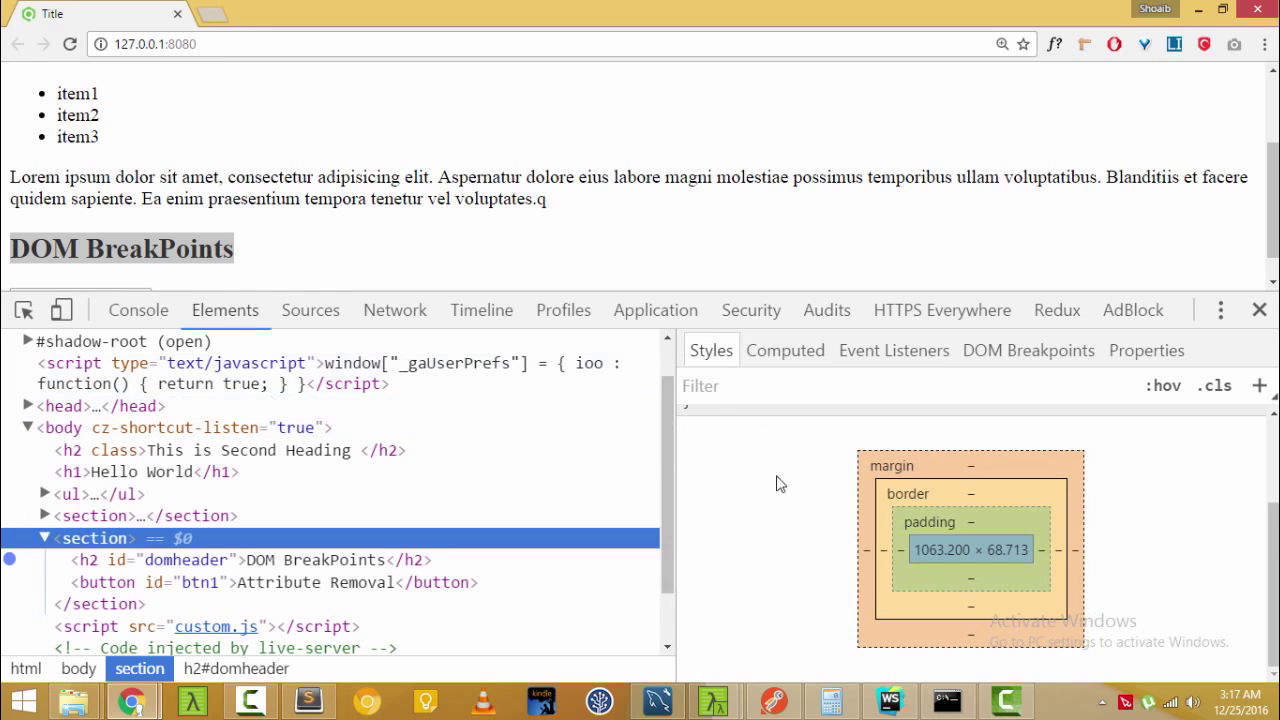 Title
Shoaib
127.0.0.1:8080
f?
LI
item1
item2
item3
Lorem ipsum dolor sit amet, consectetur adipisicing elit. Aspernatur dolore eius labore magni molestiae possimus temporibus ullam voluptatibus. Blanditiis et facere
quidem sapiente. Ea enim praesentium tempora tenetur vel voluptates.q
DOM BreakPoints
Console Elements Sources Network Timeline Profiles Application Security Audits HTTPS Everywhere Redux AdBlock
#shadow-root (open)
<script type="text/javascript">window["_gaUserPrefs"] = { ioo :
function() { return true; } }</script>
<head>…</head>
<body cz-shortcut-listen="true">
<h2 class>This is Second Heading </h2>
<h1>Hello World</h1>
<ul>…</ul>
<section>…</section>
<section> == $0
<h2 id="domheader">DOM BreakPoints</h2>
<button id="btn1">Attribute Removal</button>
</section>
<script src="custom.js"></script>
<!-- Code injected by live-server -->
html body section h2#domheader
Styles Computed Event Listeners DOM Breakpoints Properties
Filter :hov .cls +
}
margin –
border –
padding –
– – – 1063.200 × 68.713 – – –
–
–
–
Activate Windows
Go to PC settings to activate Windows.
kindle
WS
3:17 AM
12/25/2016